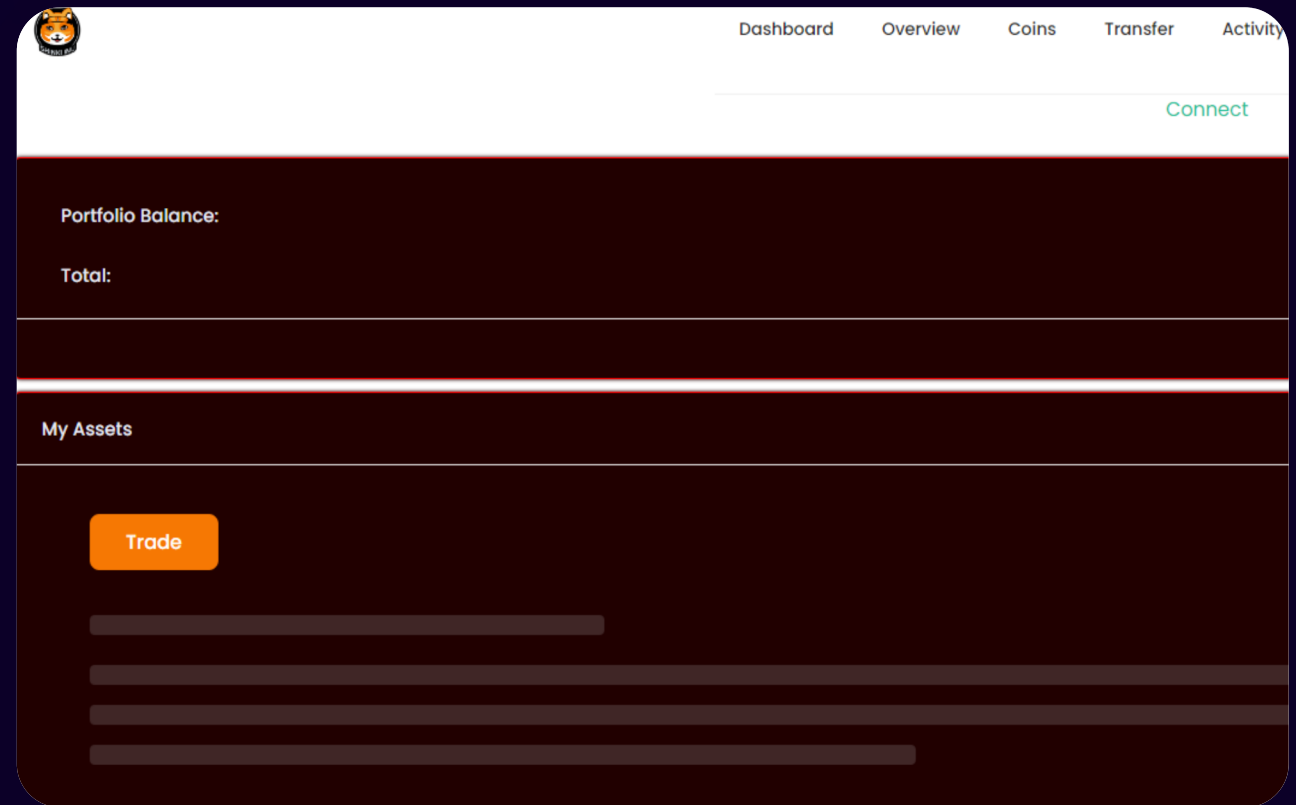 Dashboard Overview Coins Transfer Activity
Connect
Portfolio Balance:
Total:
My Assets
Trade